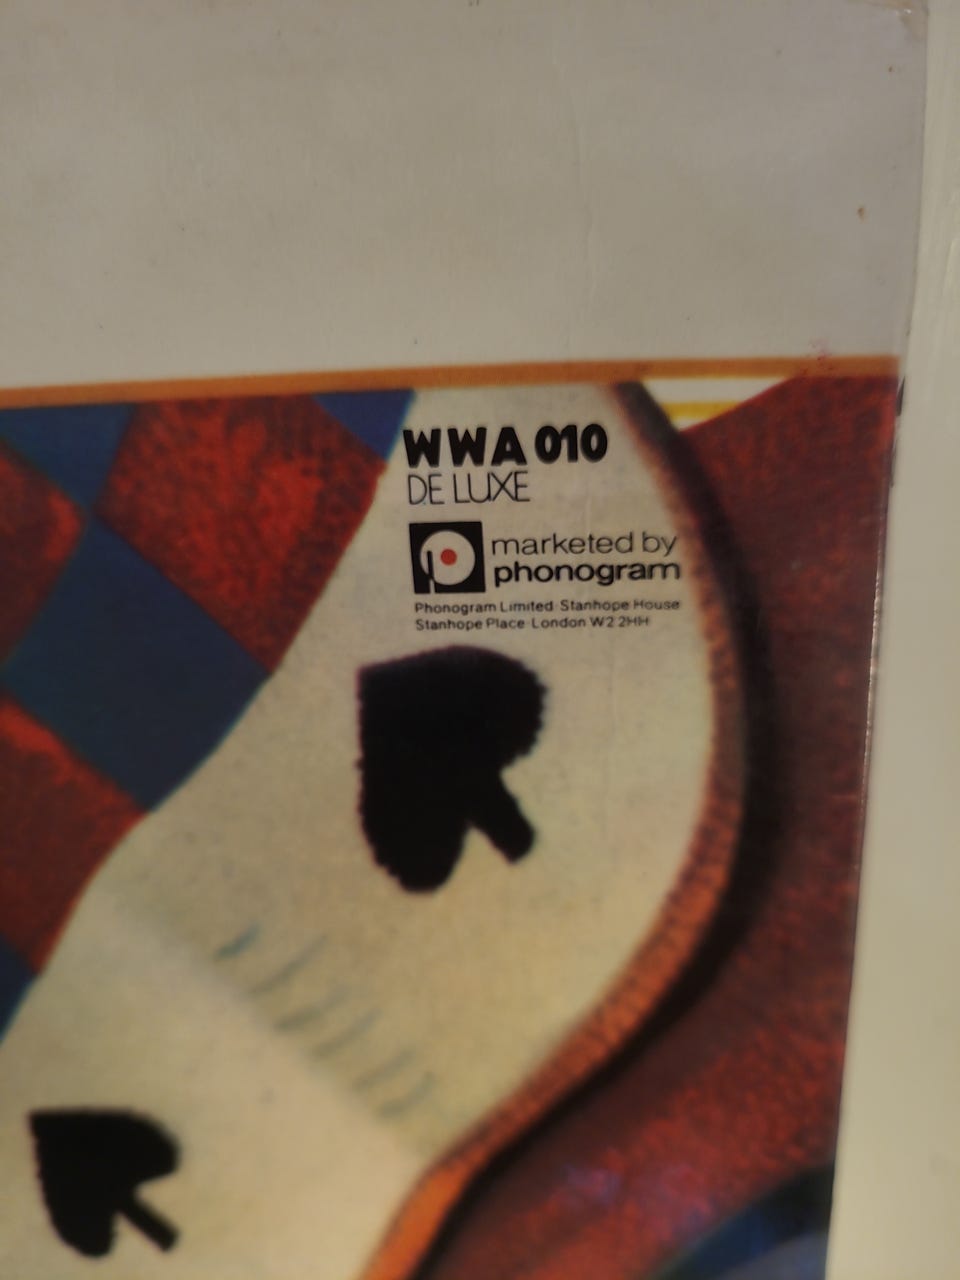 WWA 010
DE LUXE
marketed by
phonogram
Phonogram Limited · Stanhope House
Stanhope Place · London W2 2HH